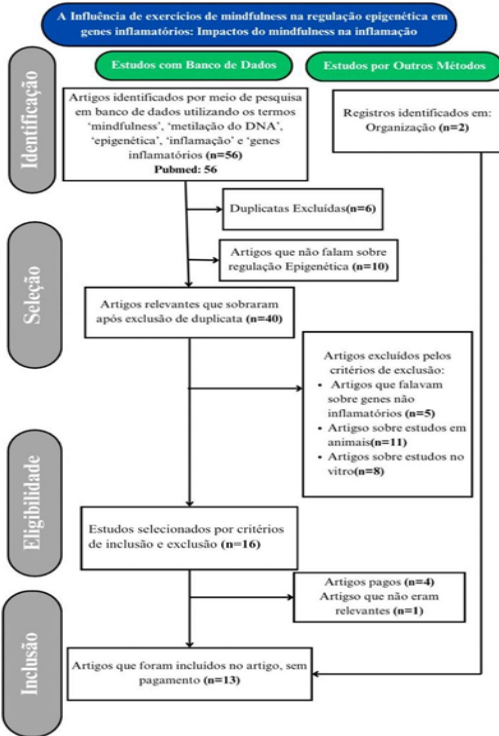 A Influência de exercícios de mindfulness na regulação epigenética em
genes inflamatórios: Impactos do mindfulness na inflamação
Estudos com Banco de Dados
Estudos por Outros Métodos
Identificação
Artigos identificados por meio de pesquisa
em banco de dados utilizando os termos
‘mindfulness’, ‘metilação do DNA’,
‘epigenética’, ‘inflamação’ e ‘genes
inflamatórios (n=56)
Pubmed: 56
Registros identificados em:
Organização (n=2)
Duplicatas Excluídas(n=6)
Artigos que não falam sobre
regulação Epigenética (n=10)
Seleção
Artigos relevantes que sobraram
após exclusão de duplicata (n=40)
Artigos excluídos pelos
critérios de exclusão:
• Artigos que falavam
sobre genes não
inflamatórios (n=5)
• Artigso sobre estudos em
animais(n=11)
• Artigos sobre estudos no
vitro(n=8)
Eligibilidade
Estudos selecionados por critérios
de inclusão e exclusão (n=16)
Artigos pagos (n=4)
Artigso que não eram
relevantes (n=1)
Inclusão
Artigos que foram incluídos no artigo, sem
pagamento (n=13)